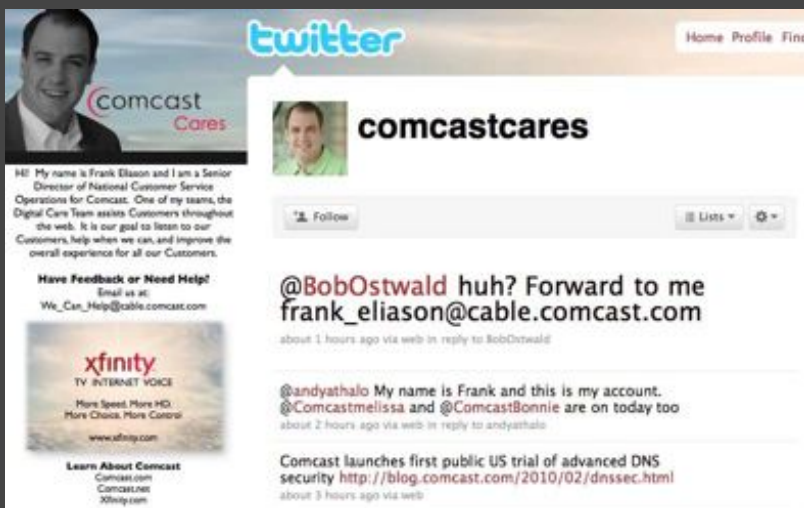 comcast
Cares
Hi! My name is Frank Eliason and I am a Senior
Director of National Customer Service
Operations for Comcast. One of my teams, the
Digital Care Team assists Customers throughout
the web. It is our goal to listen to our
Customers, help when we can, and improve the
overall experience for all our Customers.
Have Feedback or Need Help?
Email us at:
We_Can_Help@cable.comcast.com
xfinity
TV INTERNET VOICE
More Speed. More HD.
More Choice. More Control
www.xfinity.com
Learn About Comcast
Comcast.com
Comcast.net
Xfinity.com
twitter
Home Profile Find
comcastcares
Follow
Lists
@BobOstwald huh? Forward to me
frank_eliason@cable.comcast.com
about 1 hours ago via web in reply to BobOstwald
@andyathalo My name is Frank and this is my account.
@Comcastmelissa and @ComcastBonnie are on today too
about 2 hours ago via web in reply to andyathalo
Comcast launches first public US trial of advanced DNS
security http://blog.comcast.com/2010/02/dnssec.html
about 3 hours ago via web